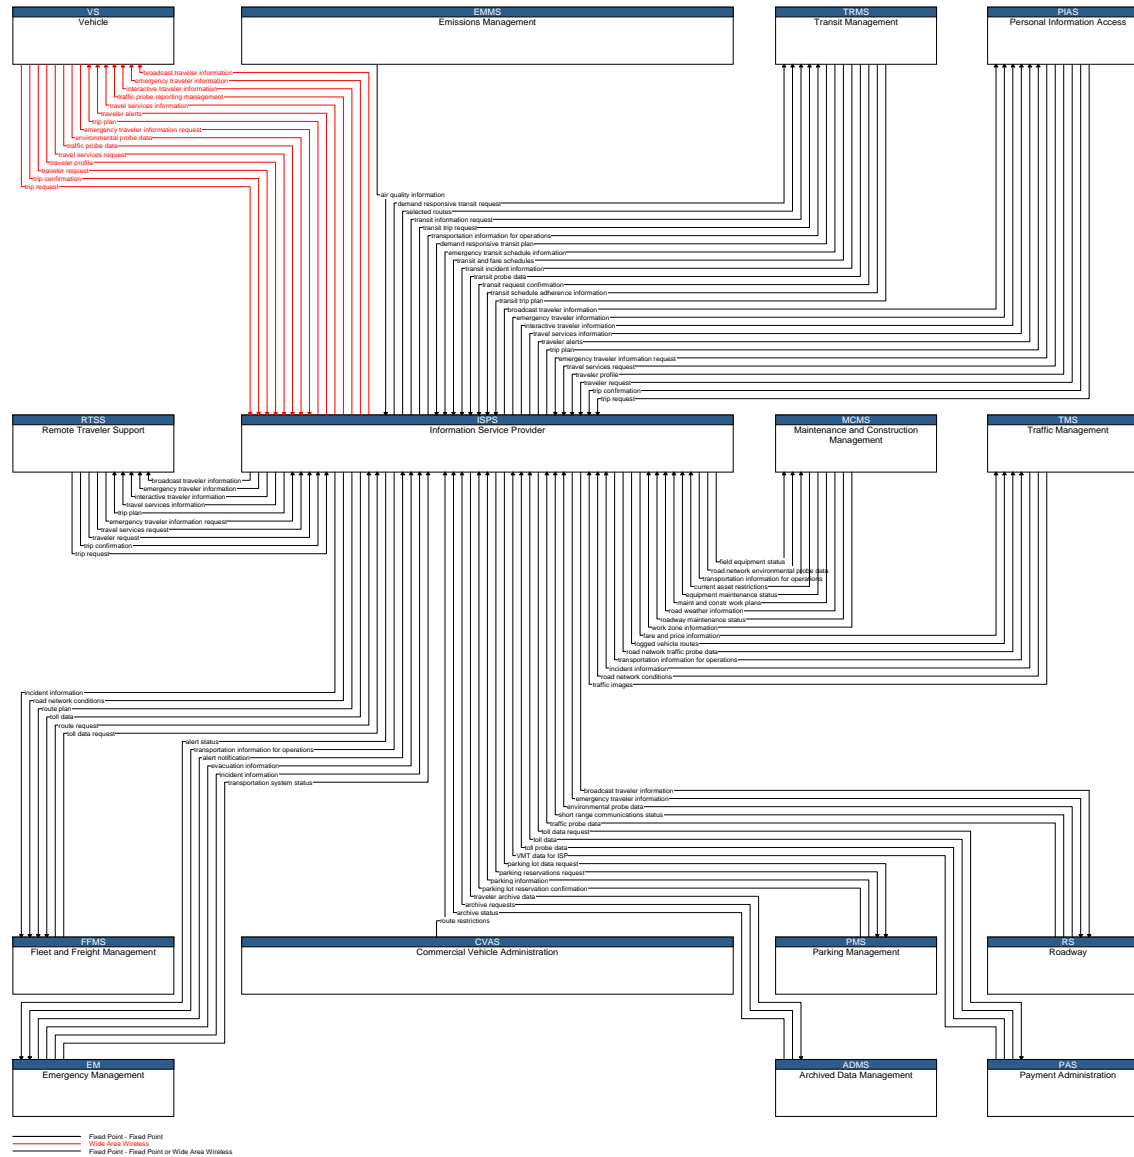 VS
Vehicle
EMMS
Emissions Management
TRMS
Transit Management
PIAS
Personal Information Access
broadcast traveler information
emergency traveler information
interactive traveler information
traffic probe reporting management
travel services information
traveler alerts
trip plan
emergency traveler information request
environmental probe data
traffic probe data
travel services request
traveler profile
traveler request
trip confirmation
trip request
air quality information
demand responsive transit request
selected routes
transit information request
transit trip request
transportation information for operations
demand responsive transit plan
emergency transit schedule information
transit and fare schedules
transit incident information
transit probe data
transit request confirmation
transit schedule adherence information
transit trip plan
broadcast traveler information
emergency traveler information
interactive traveler information
travel services information
traveler alerts
trip plan
emergency traveler information request
travel services request
traveler profile
traveler request
trip confirmation
trip request
RTSS
Remote Traveler Support
ISPS
Information Service Provider
MCMS
Maintenance and Construction
Management
TMS
Traffic Management
broadcast traveler information
emergency traveler information
interactive traveler information
travel services information
trip plan
emergency traveler information request
travel services request
traveler request
trip confirmation
trip request
field equipment status
road network environmental probe data
transportation information for operations
current asset restrictions
equipment maintenance status
maint and constr work plans
road weather information
roadway maintenance status
work zone information
fare and price information
logged vehicle routes
road network traffic probe data
transportation information for operations
incident information
road network conditions
traffic images
incident information
road network conditions
route plan
toll data
route request
toll data request
alert status
transportation information for operations
alert notification
evacuation information
incident information
transportation system status
broadcast traveler information
emergency traveler information
environmental probe data
short range communications status
traffic probe data
toll data request
toll data
toll probe data
VMT data for ISP
parking lot data request
parking reservations request
parking information
parking lot reservation confirmation
traveler archive data
archive requests
archive status
route restrictions
FFMS
Fleet and Freight Management
CVAS
Commercial Vehicle Administration
PMS
Parking Management
RS
Roadway
EM
Emergency Management
ADMS
Archived Data Management
PAS
Payment Administration
Fixed Point - Fixed Point
Wide Area Wireless
Fixed Point - Fixed Point or Wide Area Wireless